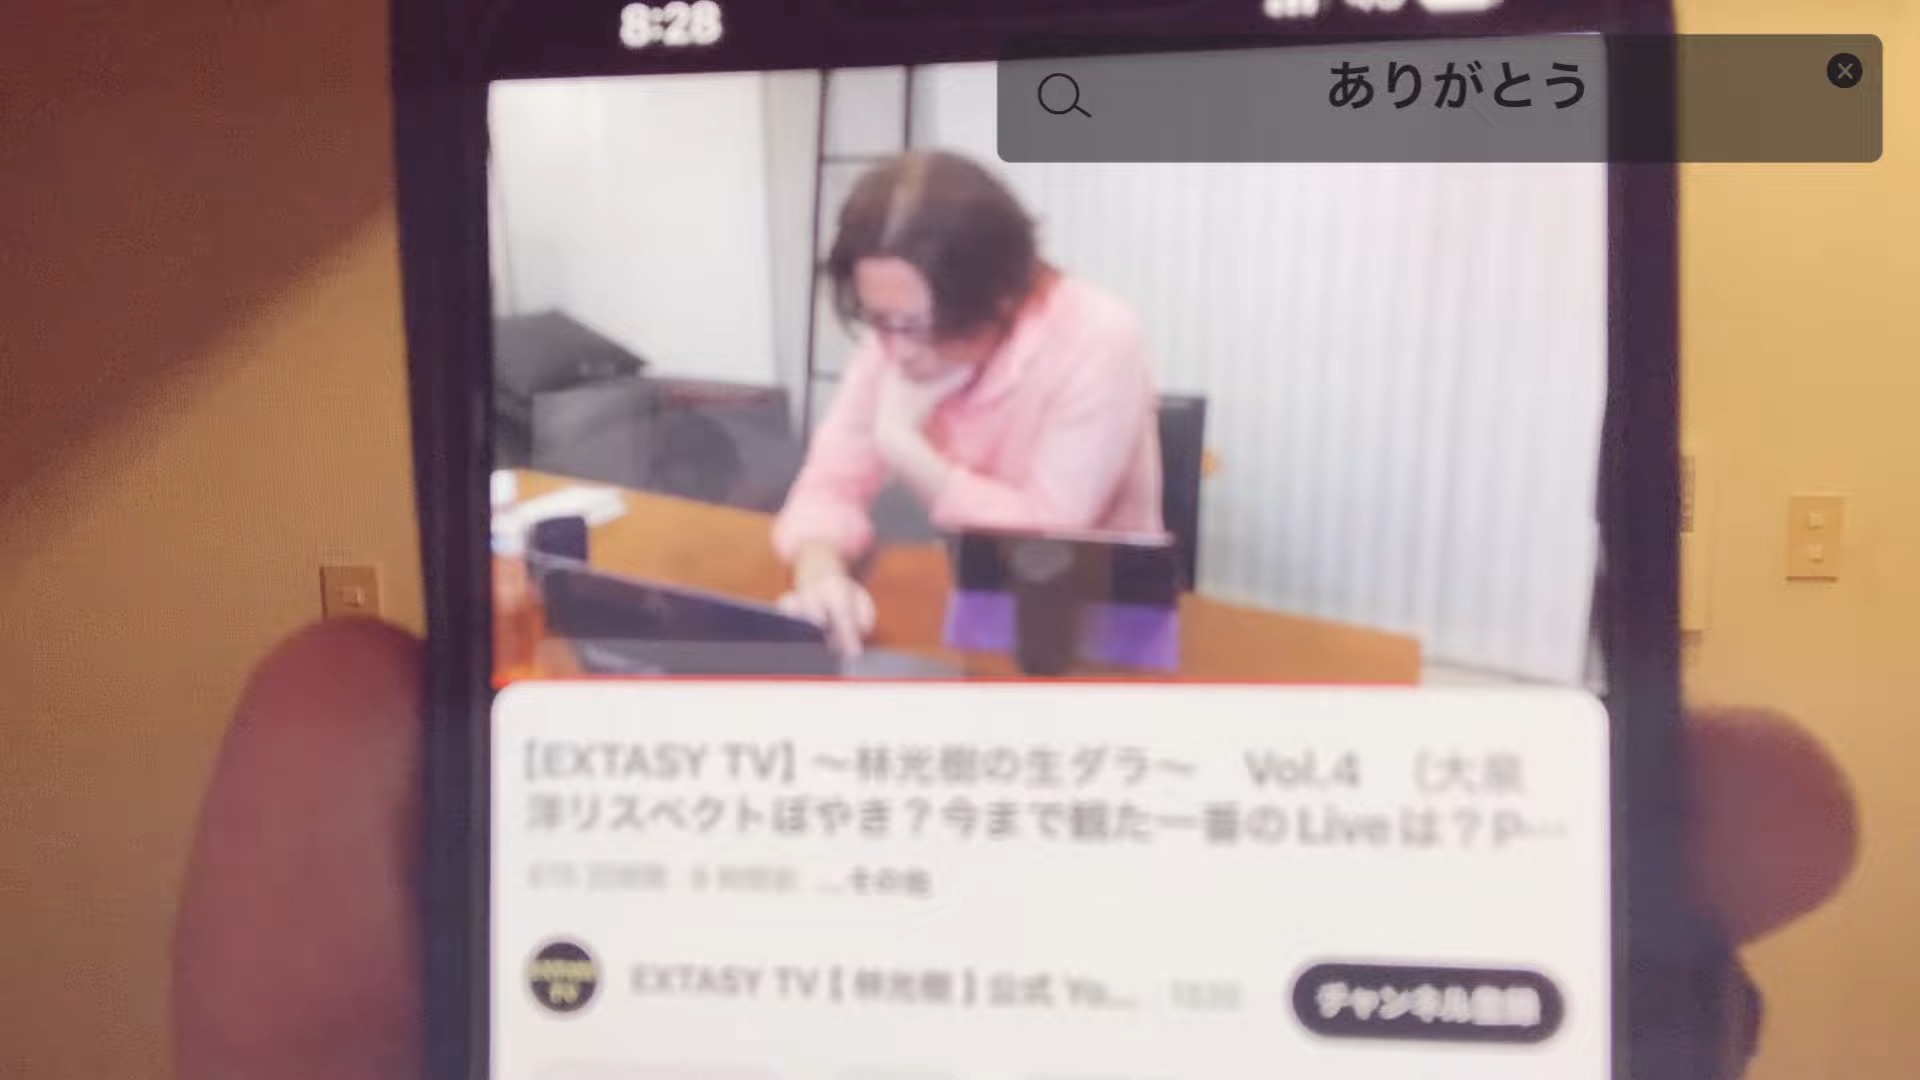 8:28
ありがとう
[EXTASY TV] ～林光樹の生ダラ～ Vol.4 （大泉
洋リスペクトぼやき？今まで観た一番のLiveは？P…
...その他
EXTASY TV【 林光樹 】公式 Yo...
チャンネル登録